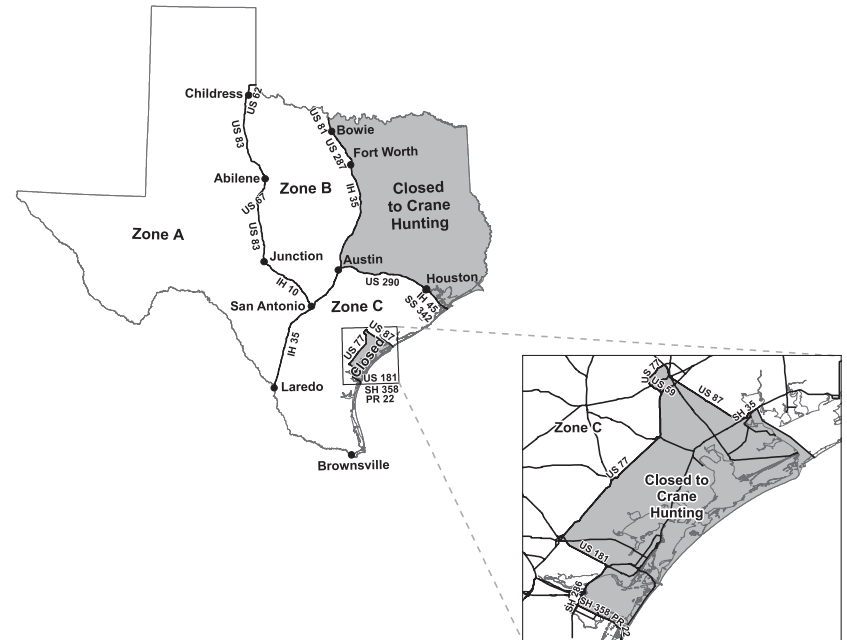 Childress
US 62
US 83
US 81
Bowie
US 287
Fort Worth
Abilene
Zone B
IH 35
Closed
to Crane
Hunting
US 67
Zone A
US 83
Junction
Austin
IH 10
US 290
Houston
San Antonio
Zone C
IH 45
SS 342
IH 35
US 87
US 77
Closed
US 181
SH 358
PR 22
Laredo
Brownsville
US 77
US 59
US 87
SH 35
Zone C
US 77
Closed to
Crane
Hunting
US 181
SH 286
SH 358
PR 22